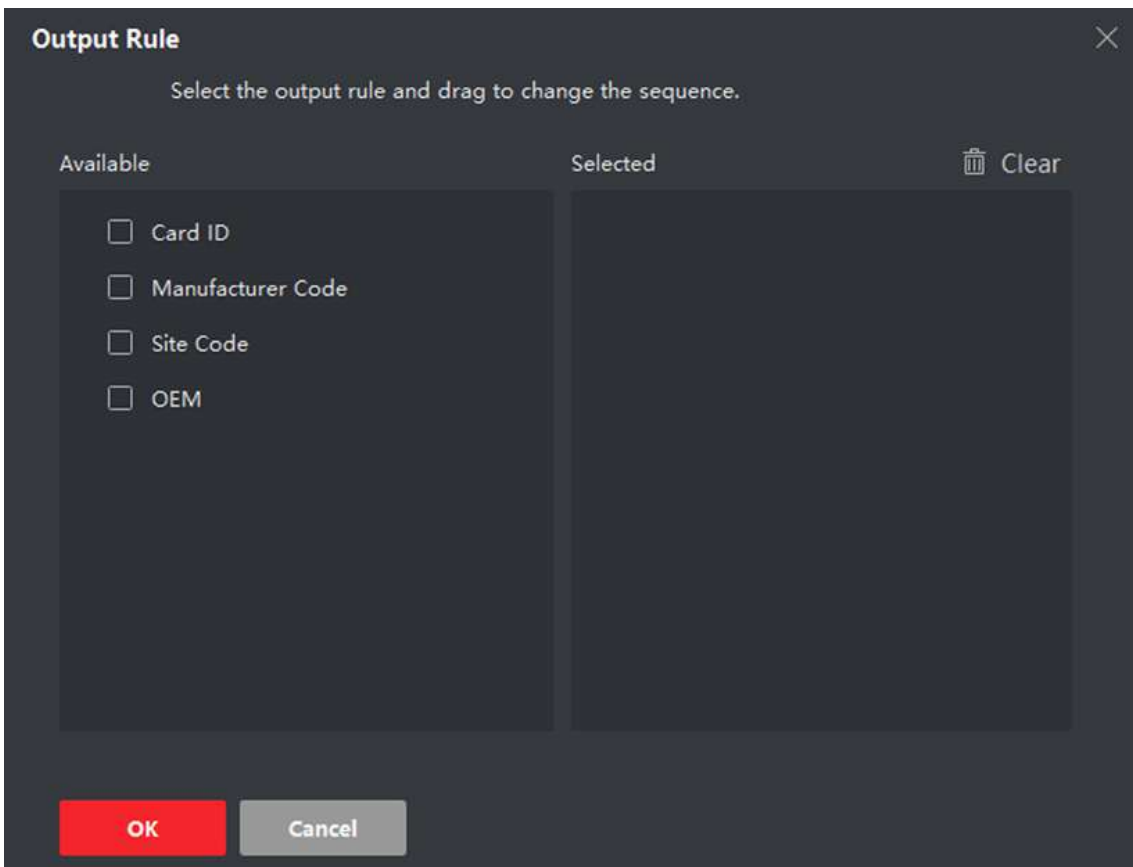 Output Rule
Select the output rule and drag to change the sequence.
Available
Selected
Clear
Card ID
Manufacturer Code
Site Code
OEM
OK
Cancel